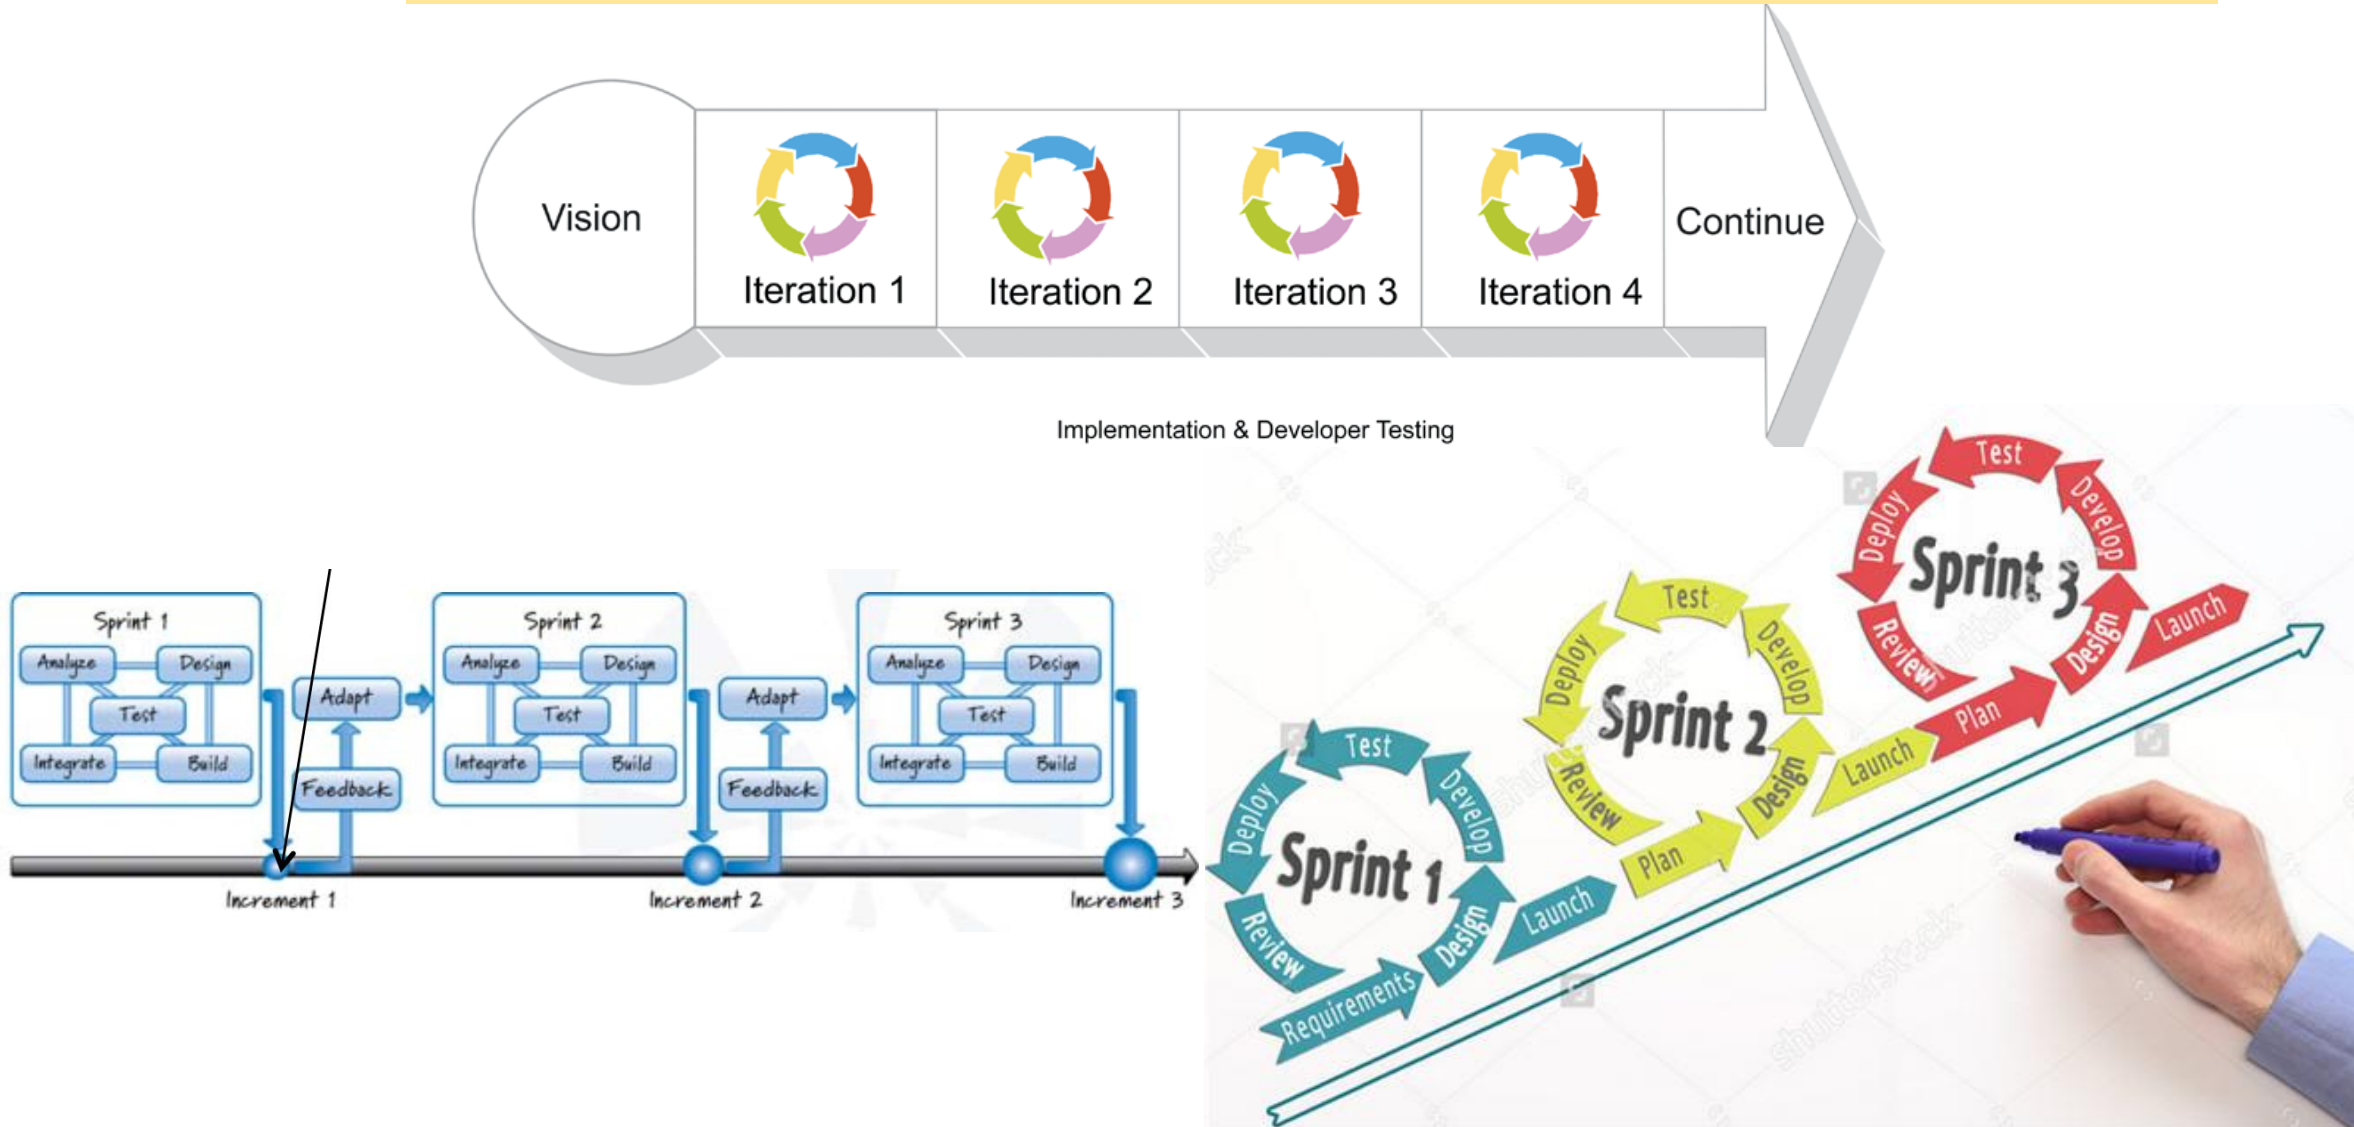 Vision
Iteration 1
Iteration 2
Iteration 3
Iteration 4
Continue
Implementation & Developer Testing
Sprint 1
Analyze
Design
Test
Integrate
Build
Adapt
Feedback
Increment 1
Sprint 2
Analyze
Design
Test
Integrate
Build
Adapt
Feedback
Increment 2
Sprint 3
Analyze
Design
Test
Integrate
Build
Increment 3
Sprint 1
Requirements
Design
Develop
Test
Deploy
Review
Launch
Sprint 2
Plan
Design
Develop
Test
Deploy
Review
Launch
Sprint 3
Plan
Design
Develop
Test
Deploy
Review
Launch
shutterstock